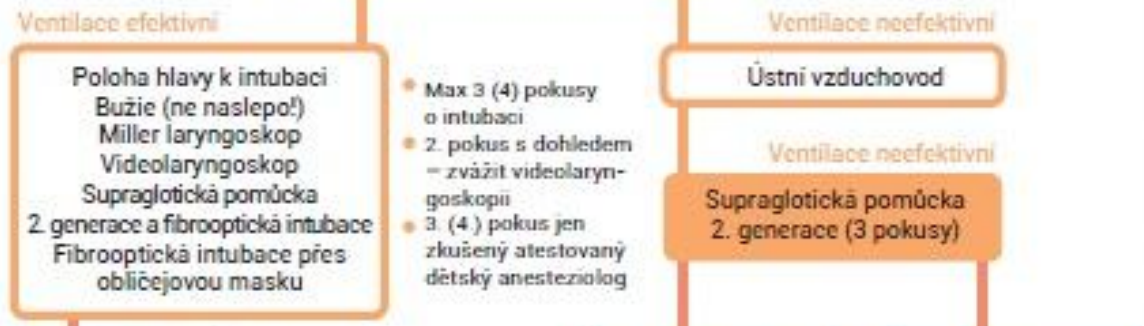 Ventilace efektivní
Poloha hlavy k intubaci
Bužie (ne naslepo!)
Miller laryngoskop
Videolaryngoskop
Supraglotická pomůcka
2. generace a fibrooptická intubace
Fibrooptická intubace přes
obličejovou masku
Max 3 (4) pokusy
o intubaci
2. pokus s dohledem
– zvážit videolaryn-
goskopii
3. (4.) pokus jen
zkušený atestovaný
dětský anesteziolog
Ventilace neefektivní
Ústní vzduchovod
Ventilace neefektivní
Supraglotická pomůcka
2. generace (3 pokusy)